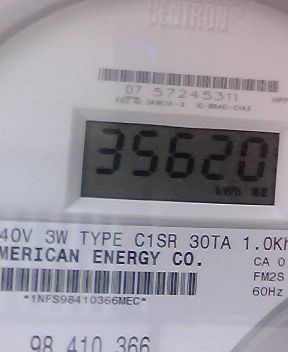 CENTRON
07 57245311
35620
kWh
40V 3W TYPE C1SR 30TA 1.0Kh
MERICAN ENERGY CO.
CA 0
FM2S
60Hz
*1NFS98410366MEC*
98 410 366